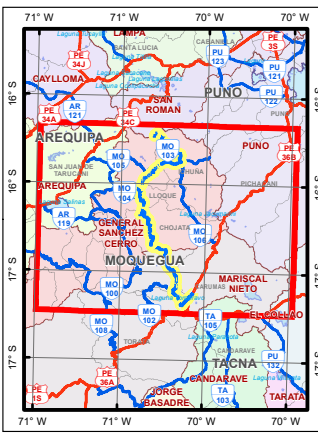 71° W 71° W 70° W 70° W
LAMPA
PE 34J
SANTA LUCIA
CABANILLA
PU 123
PE 3S
PU 121
CAYLLOMA
PUNO
PU 122
16° S
AR 121
SAN ROMAN
PE 34A
PE 34C
AREQUIPA
MO 103
PUNO
PE 36B
MO 105
SAN JUAN DE TARUCANI
PICHACANI
16° S
AREQUIPA
MO 104
LLOQUE
AR 119
GENERAL SANCHEZ CERRO
CHOJATA
MO 106
MOQUEGUA
17° S
MARISCAL NIETO
MO 100
CARUMAS
17° S
MO 102
TA 105
EL COLLAO
MO 108
TORATA
CANDARAVE
TACNA
PU 132
17° S
PE 36A
CANDARAVE
PE 1S
JORGE BASADRE
TA 103
TARATA
71° W 71° W 70° W 70° W